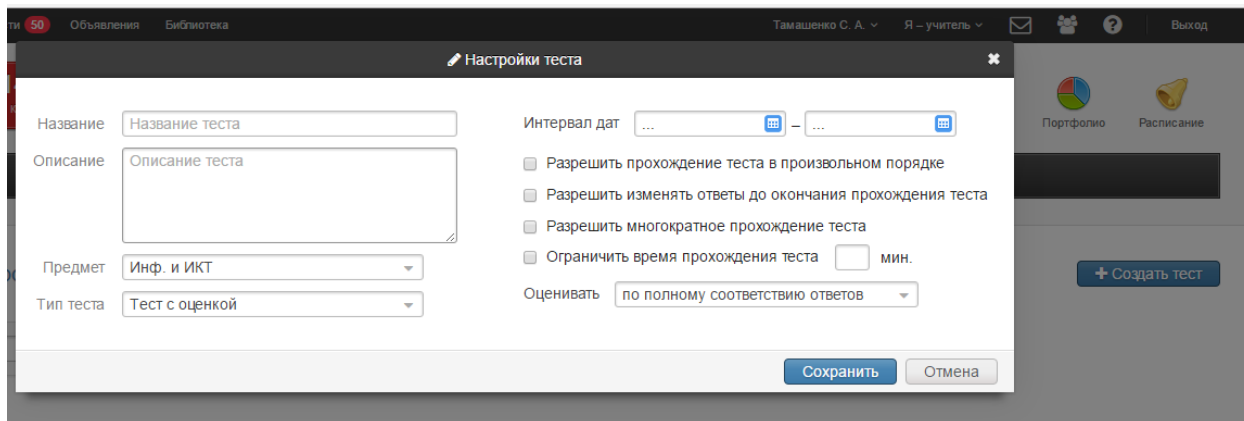 ти 50 Объявления Библиотека Тамашенко С. А. Я – учитель Выход
Настройки теста
Портфолио Расписание
Название Название теста
Интервал дат ... – ...
Описание Описание теста
Разрешить прохождение теста в произвольном порядке
Разрешить изменять ответы до окончания прохождения теста
Разрешить многократное прохождение теста
Предмет Инф. и ИКТ
Ограничить время прохождения теста мин.
Тип теста Тест с оценкой
Оценивать по полному соответствию ответов
+ Создать тест
Сохранить Отмена